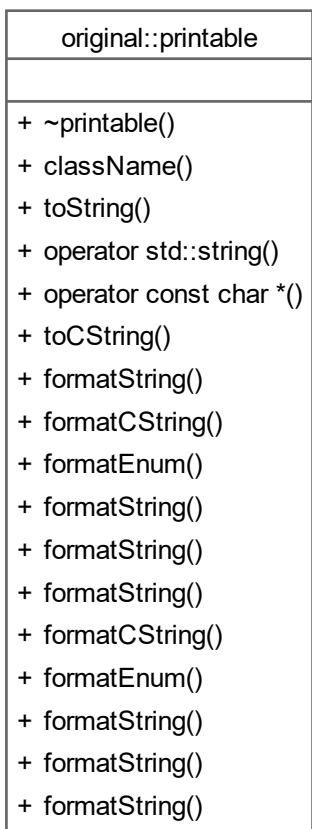 original::printable
+ ~printable()
+ className()
+ toString()
+ operator std::string()
+ operator const char *()
+ toCString()
+ formatString()
+ formatCString()
+ formatEnum()
+ formatString()
+ formatString()
+ formatString()
+ formatCString()
+ formatEnum()
+ formatString()
+ formatString()
+ formatString()